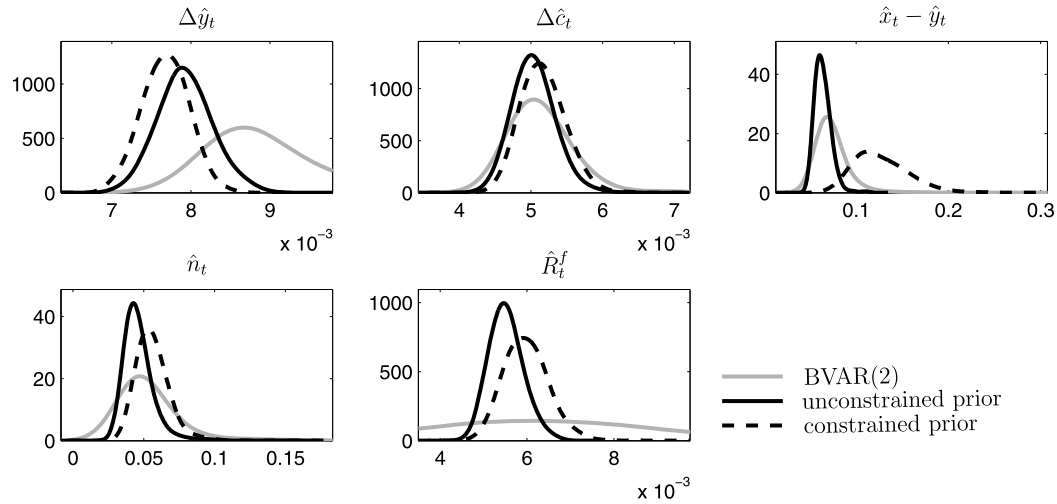 Δŷ_t
Δĉ_t
x̂_t − ŷ_t
1000
500
0
7 8 9
x 10^-3
1000
500
0
4 5 6 7
x 10^-3
40
20
0
0.1 0.2 0.3
n̂_t
R̂_t^f
40
20
0
0 0.05 0.1 0.15
1000
500
0
4 6 8
x 10^-3
BVAR(2)
unconstrained prior
constrained prior